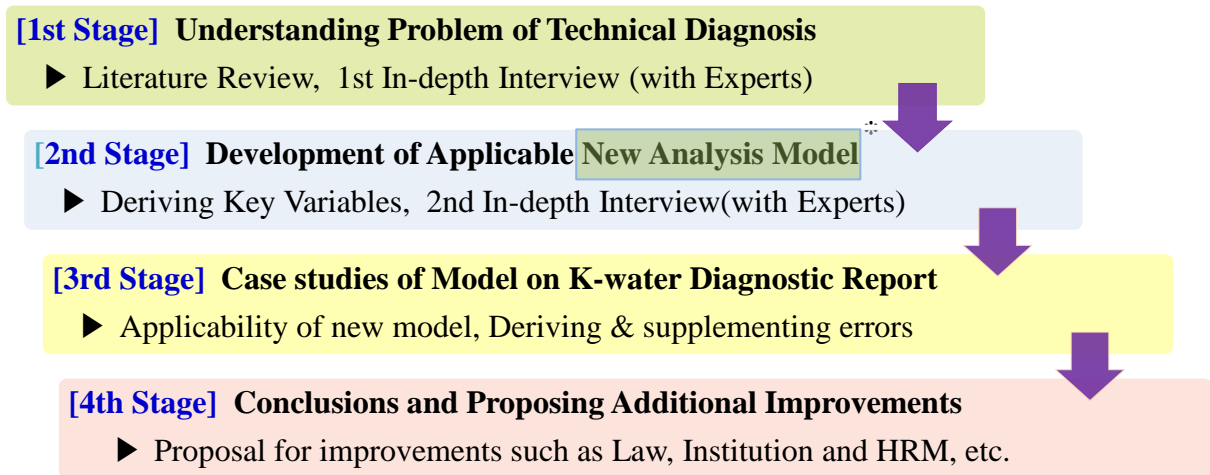 [1st Stage] Understanding Problem of Technical Diagnosis
▶ Literature Review, 1st In-depth Interview (with Experts)
[2nd Stage] Development of Applicable New Analysis Model*
▶ Deriving Key Variables, 2nd In-depth Interview(with Experts)
[3rd Stage] Case studies of Model on K-water Diagnostic Report
▶ Applicability of new model, Deriving & supplementing errors
[4th Stage] Conclusions and Proposing Additional Improvements
▶ Proposal for improvements such as Law, Institution and HRM, etc.